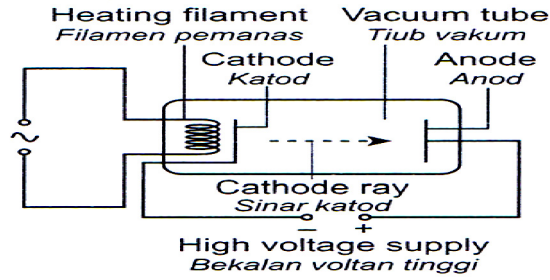 Heating filament
Filamen pemanas
Vacuum tube
Tiub vakum
Cathode
Katod
Anode
Anod
~
Cathode ray
Sinar katod
– +
High voltage supply
Bekalan voltan tinggi